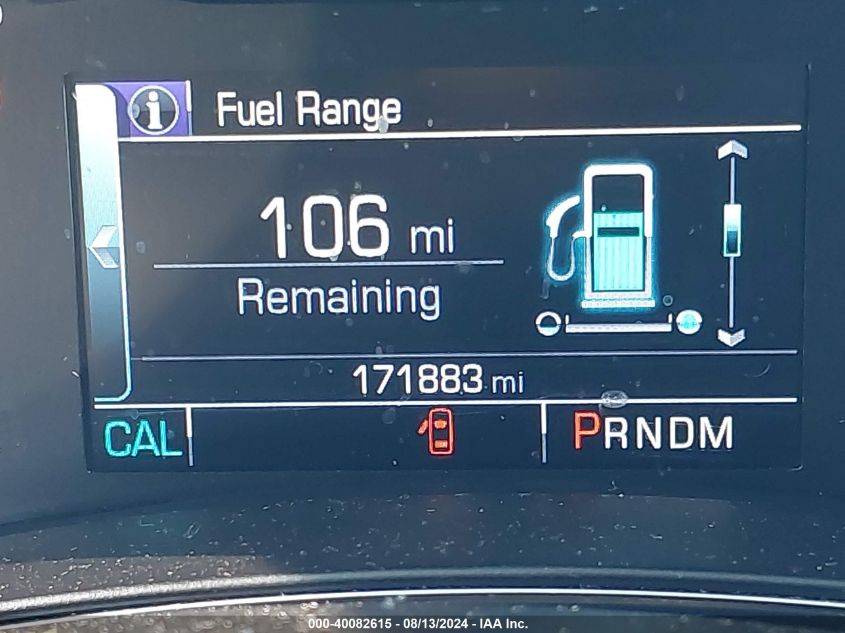 i Fuel Range
106 mi
Remaining
171883 mi
CAL PRNDM
000-40082615 - 08/13/2024 - IAA Inc.